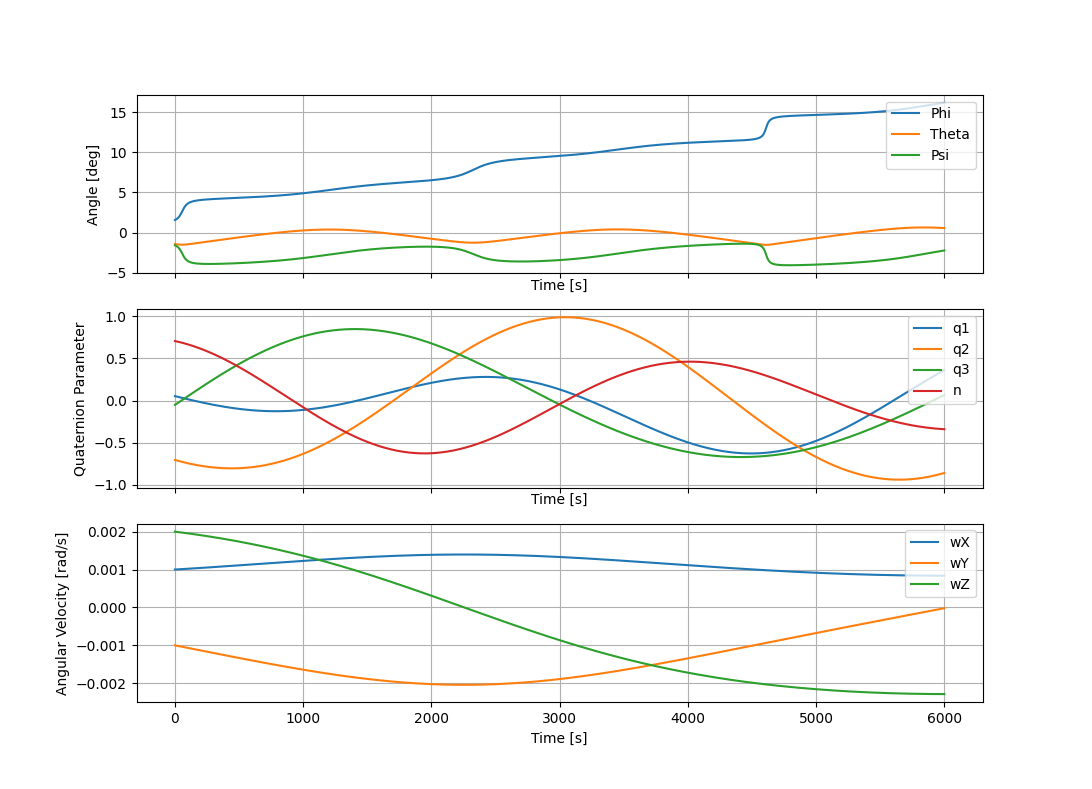 15
10
5
0
−5
Angle [deg]
Phi
Theta
Psi
Time [s]
1.0
0.5
0.0
−0.5
−1.0
Quaternion Parameter
q1
q2
q3
n
Time [s]
0.002
0.001
0.000
−0.001
−0.002
Angular Velocity [rad/s]
wX
wY
wZ
0 1000 2000 3000 4000 5000 6000
Time [s]